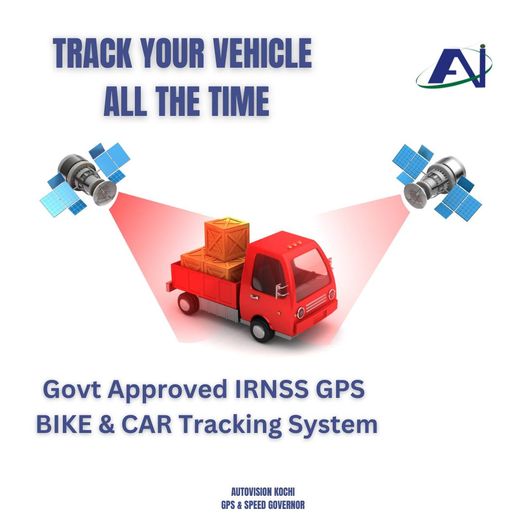 TRACK YOUR VEHICLE
ALL THE TIME
AI
Govt Approved IRNSS GPS
BIKE & CAR Tracking System
AUTOVISION KOCHI
GPS & SPEED GOVERNOR